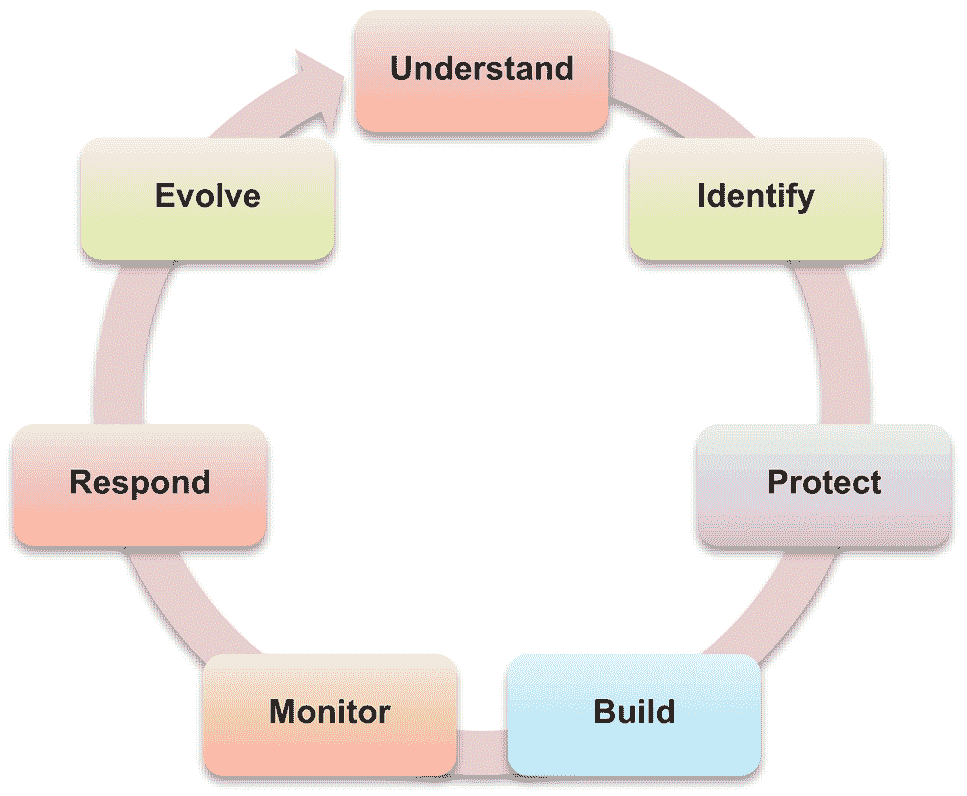 Understand
Identify
Protect
Build
Monitor
Respond
Evolve